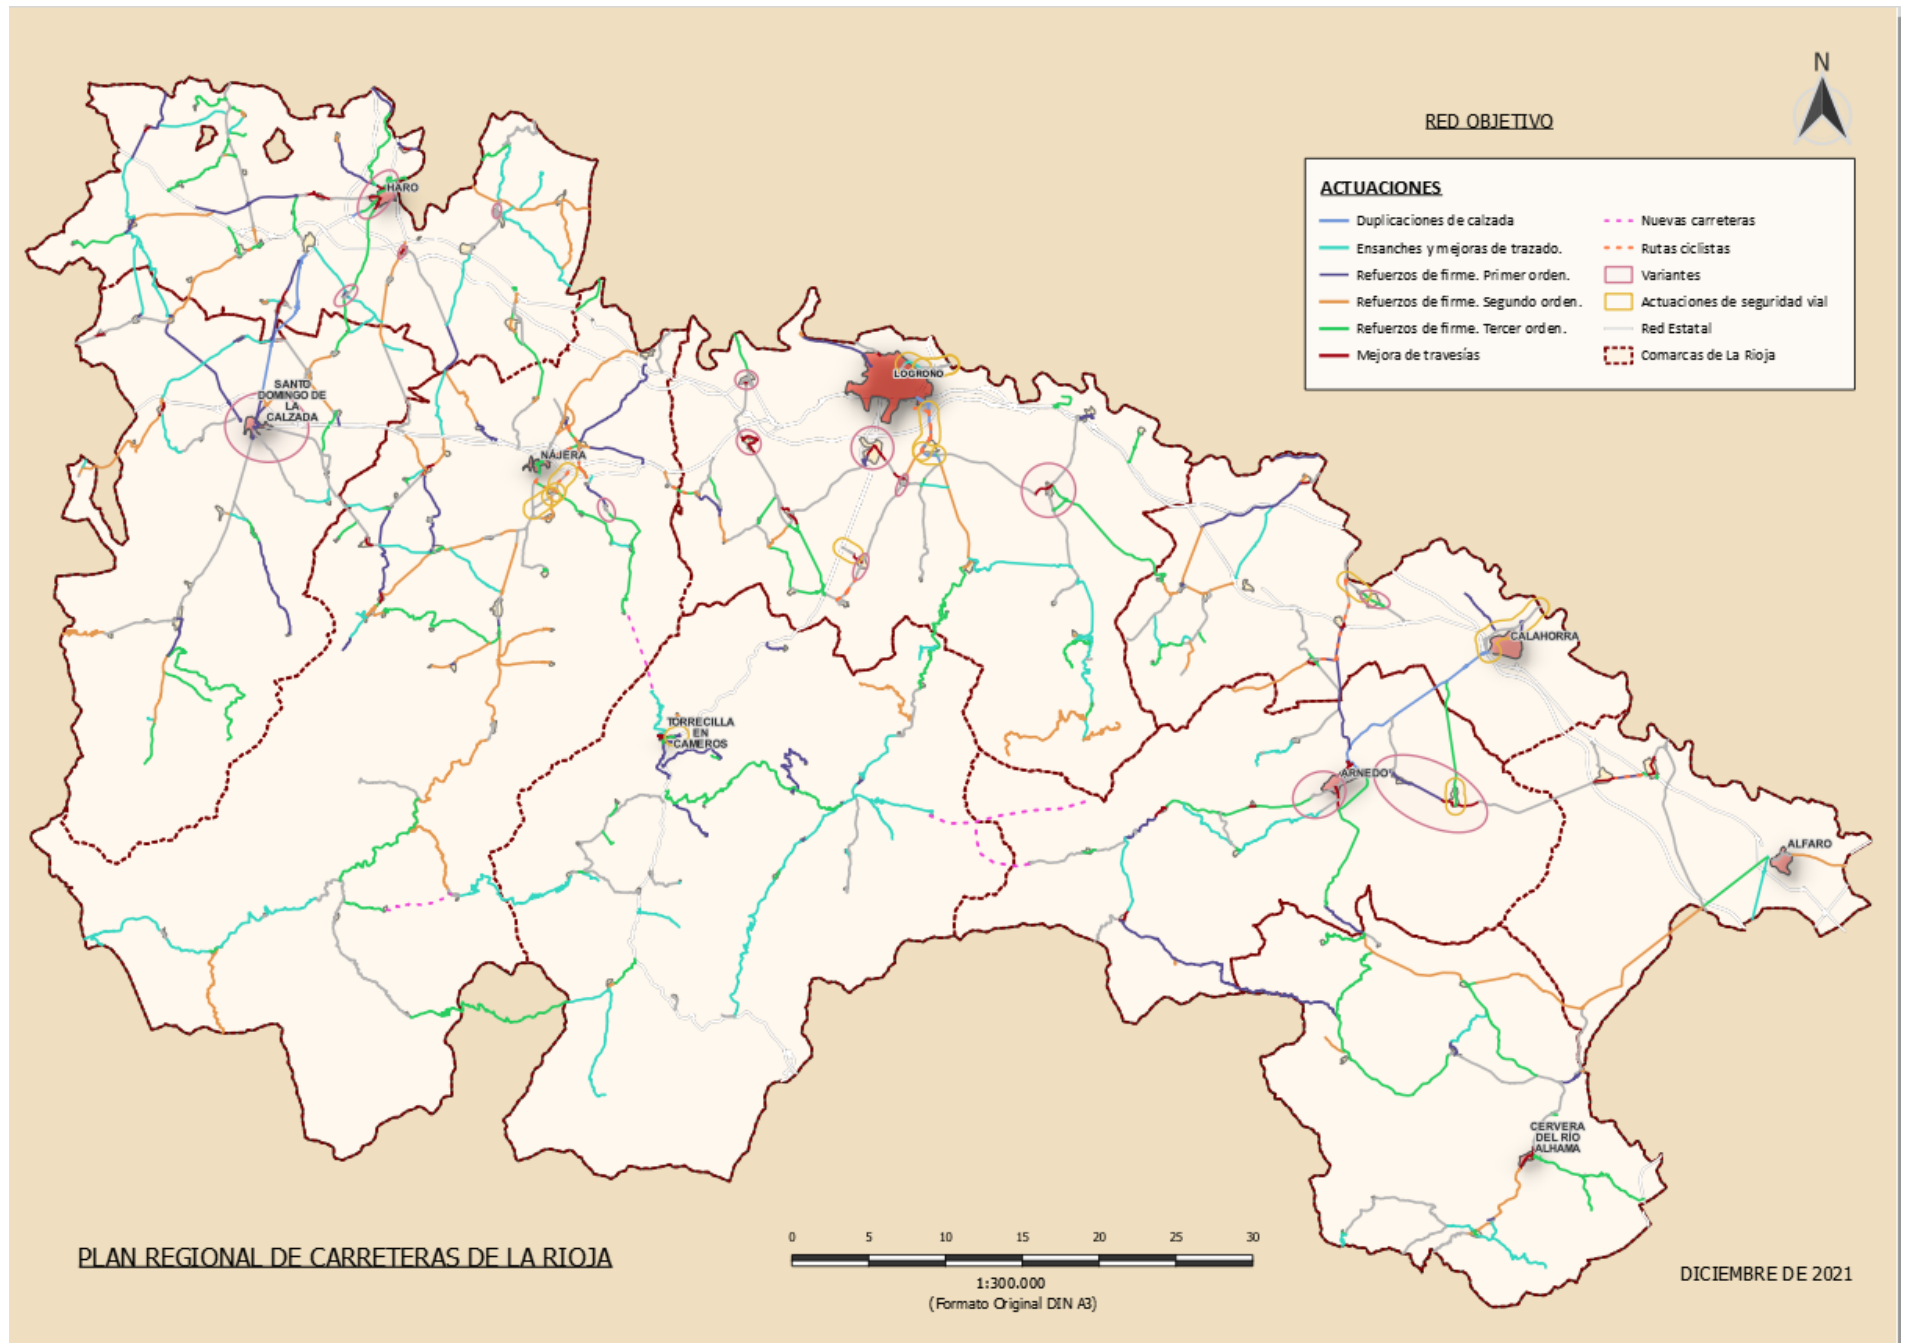 N
RED OBJETIVO
ACTUACIONES
Duplicaciones de calzada
Ensanches y mejoras de trazado.
Refuerzos de firme. Primer orden.
Refuerzos de firme. Segundo orden.
Refuerzos de firme. Tercer orden.
Mejora de travesías
Nuevas carreteras
Rutas ciclistas
Variantes
Actuaciones de seguridad vial
Red Estatal
Comarcas de La Rioja
HARO
LOGROÑO
SANTO
DOMINGO DE
LA
CALZADA
NÁJERA
CALAHORRA
TORRECILLA
EN
CAMEROS
ARNEDO
ALFARO
CERVERA
DEL RÍO
ALHAMA
PLAN REGIONAL DE CARRETERAS DE LA RIOJA
0 5 10 15 20 25 30
1:300.000
(Formato Original DIN A3)
DICIEMBRE DE 2021